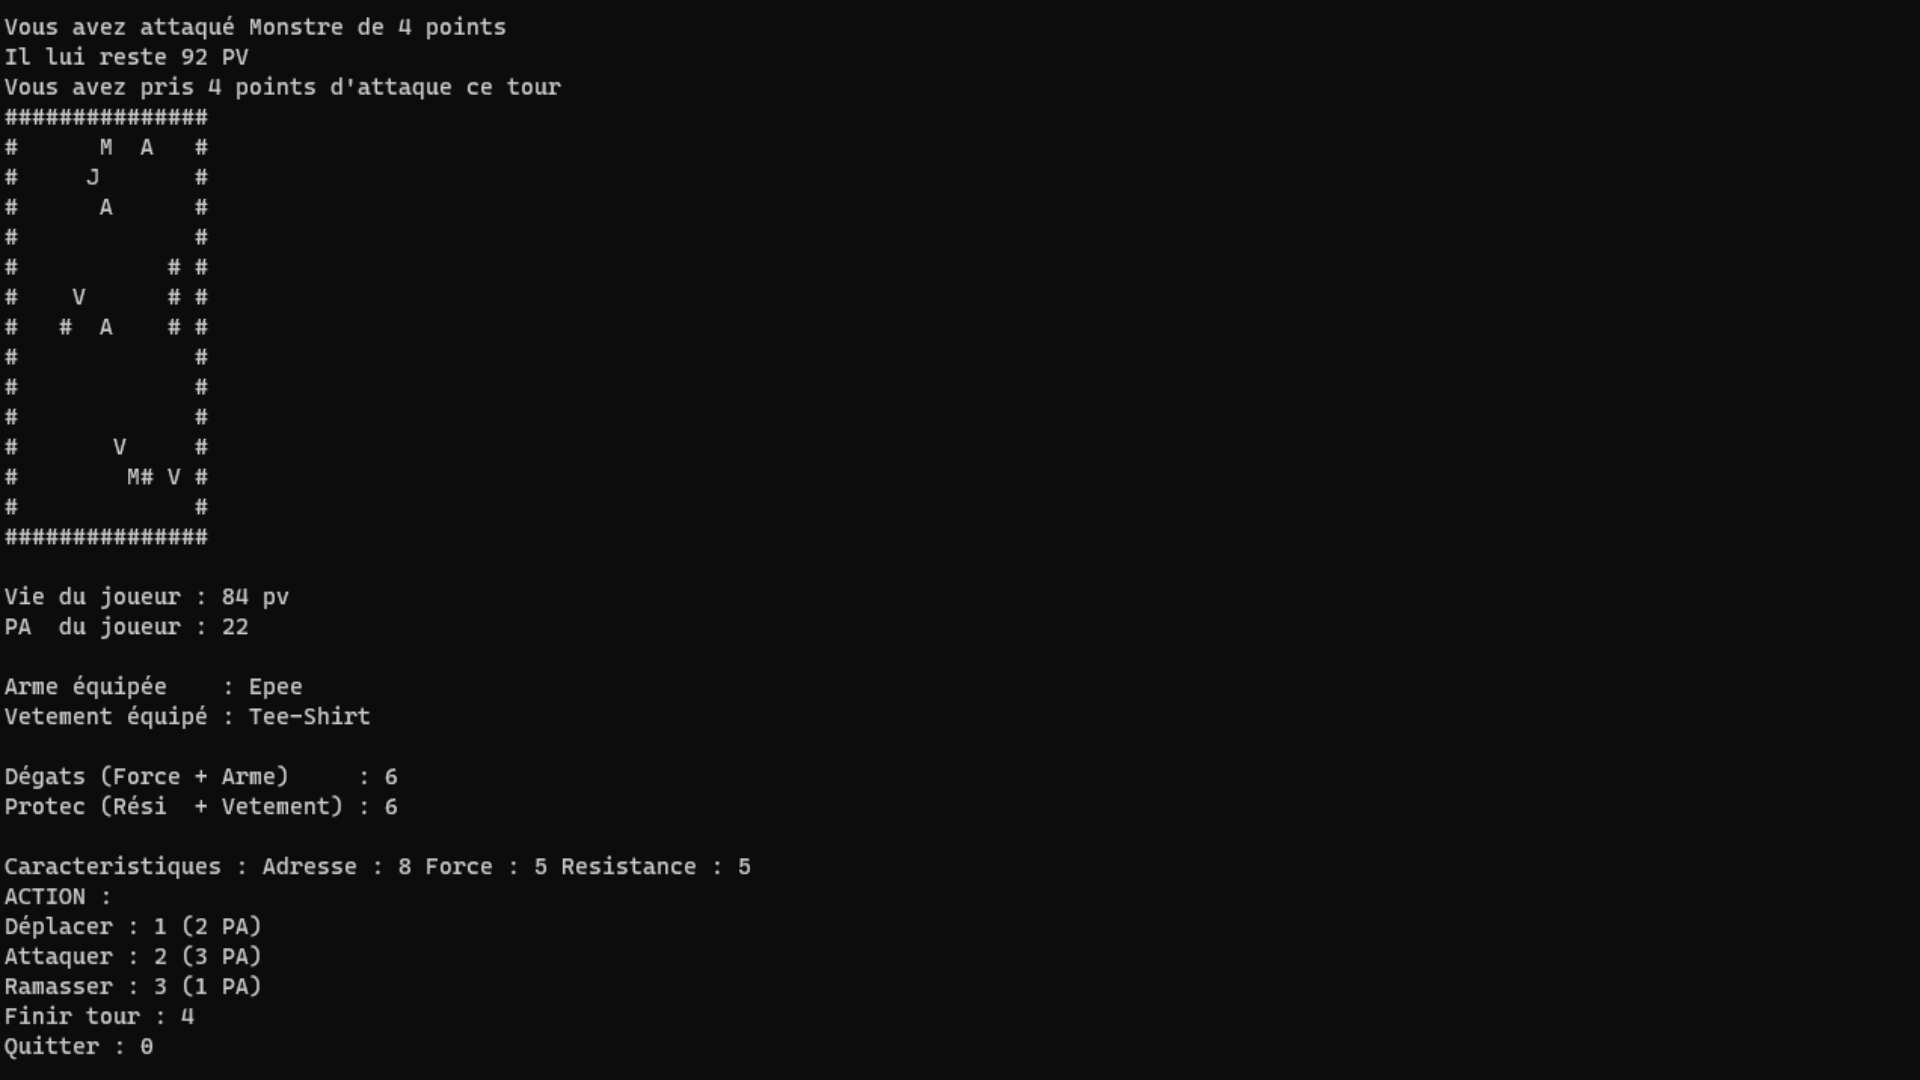 Vous avez attaqué Monstre de 4 points
Il lui reste 92 PV
Vous avez pris 4 points d'attaque ce tour
###############
#      M  A   #
#     J       #
#      A      #
#             #
#           # #
#    V      # #
#   #  A    # #
#             #
#             #
#             #
#       V     #
#        M# V #
#             #
###############

Vie du joueur : 84 pv
PA  du joueur : 22

Arme équipée    : Epee
Vetement équipé : Tee-Shirt

Dégats (Force + Arme)     : 6
Protec (Rési  + Vetement) : 6

Caracteristiques : Adresse : 8 Force : 5 Resistance : 5
ACTION :
Déplacer : 1 (2 PA)
Attaquer : 2 (3 PA)
Ramasser : 3 (1 PA)
Finir tour : 4
Quitter : 0